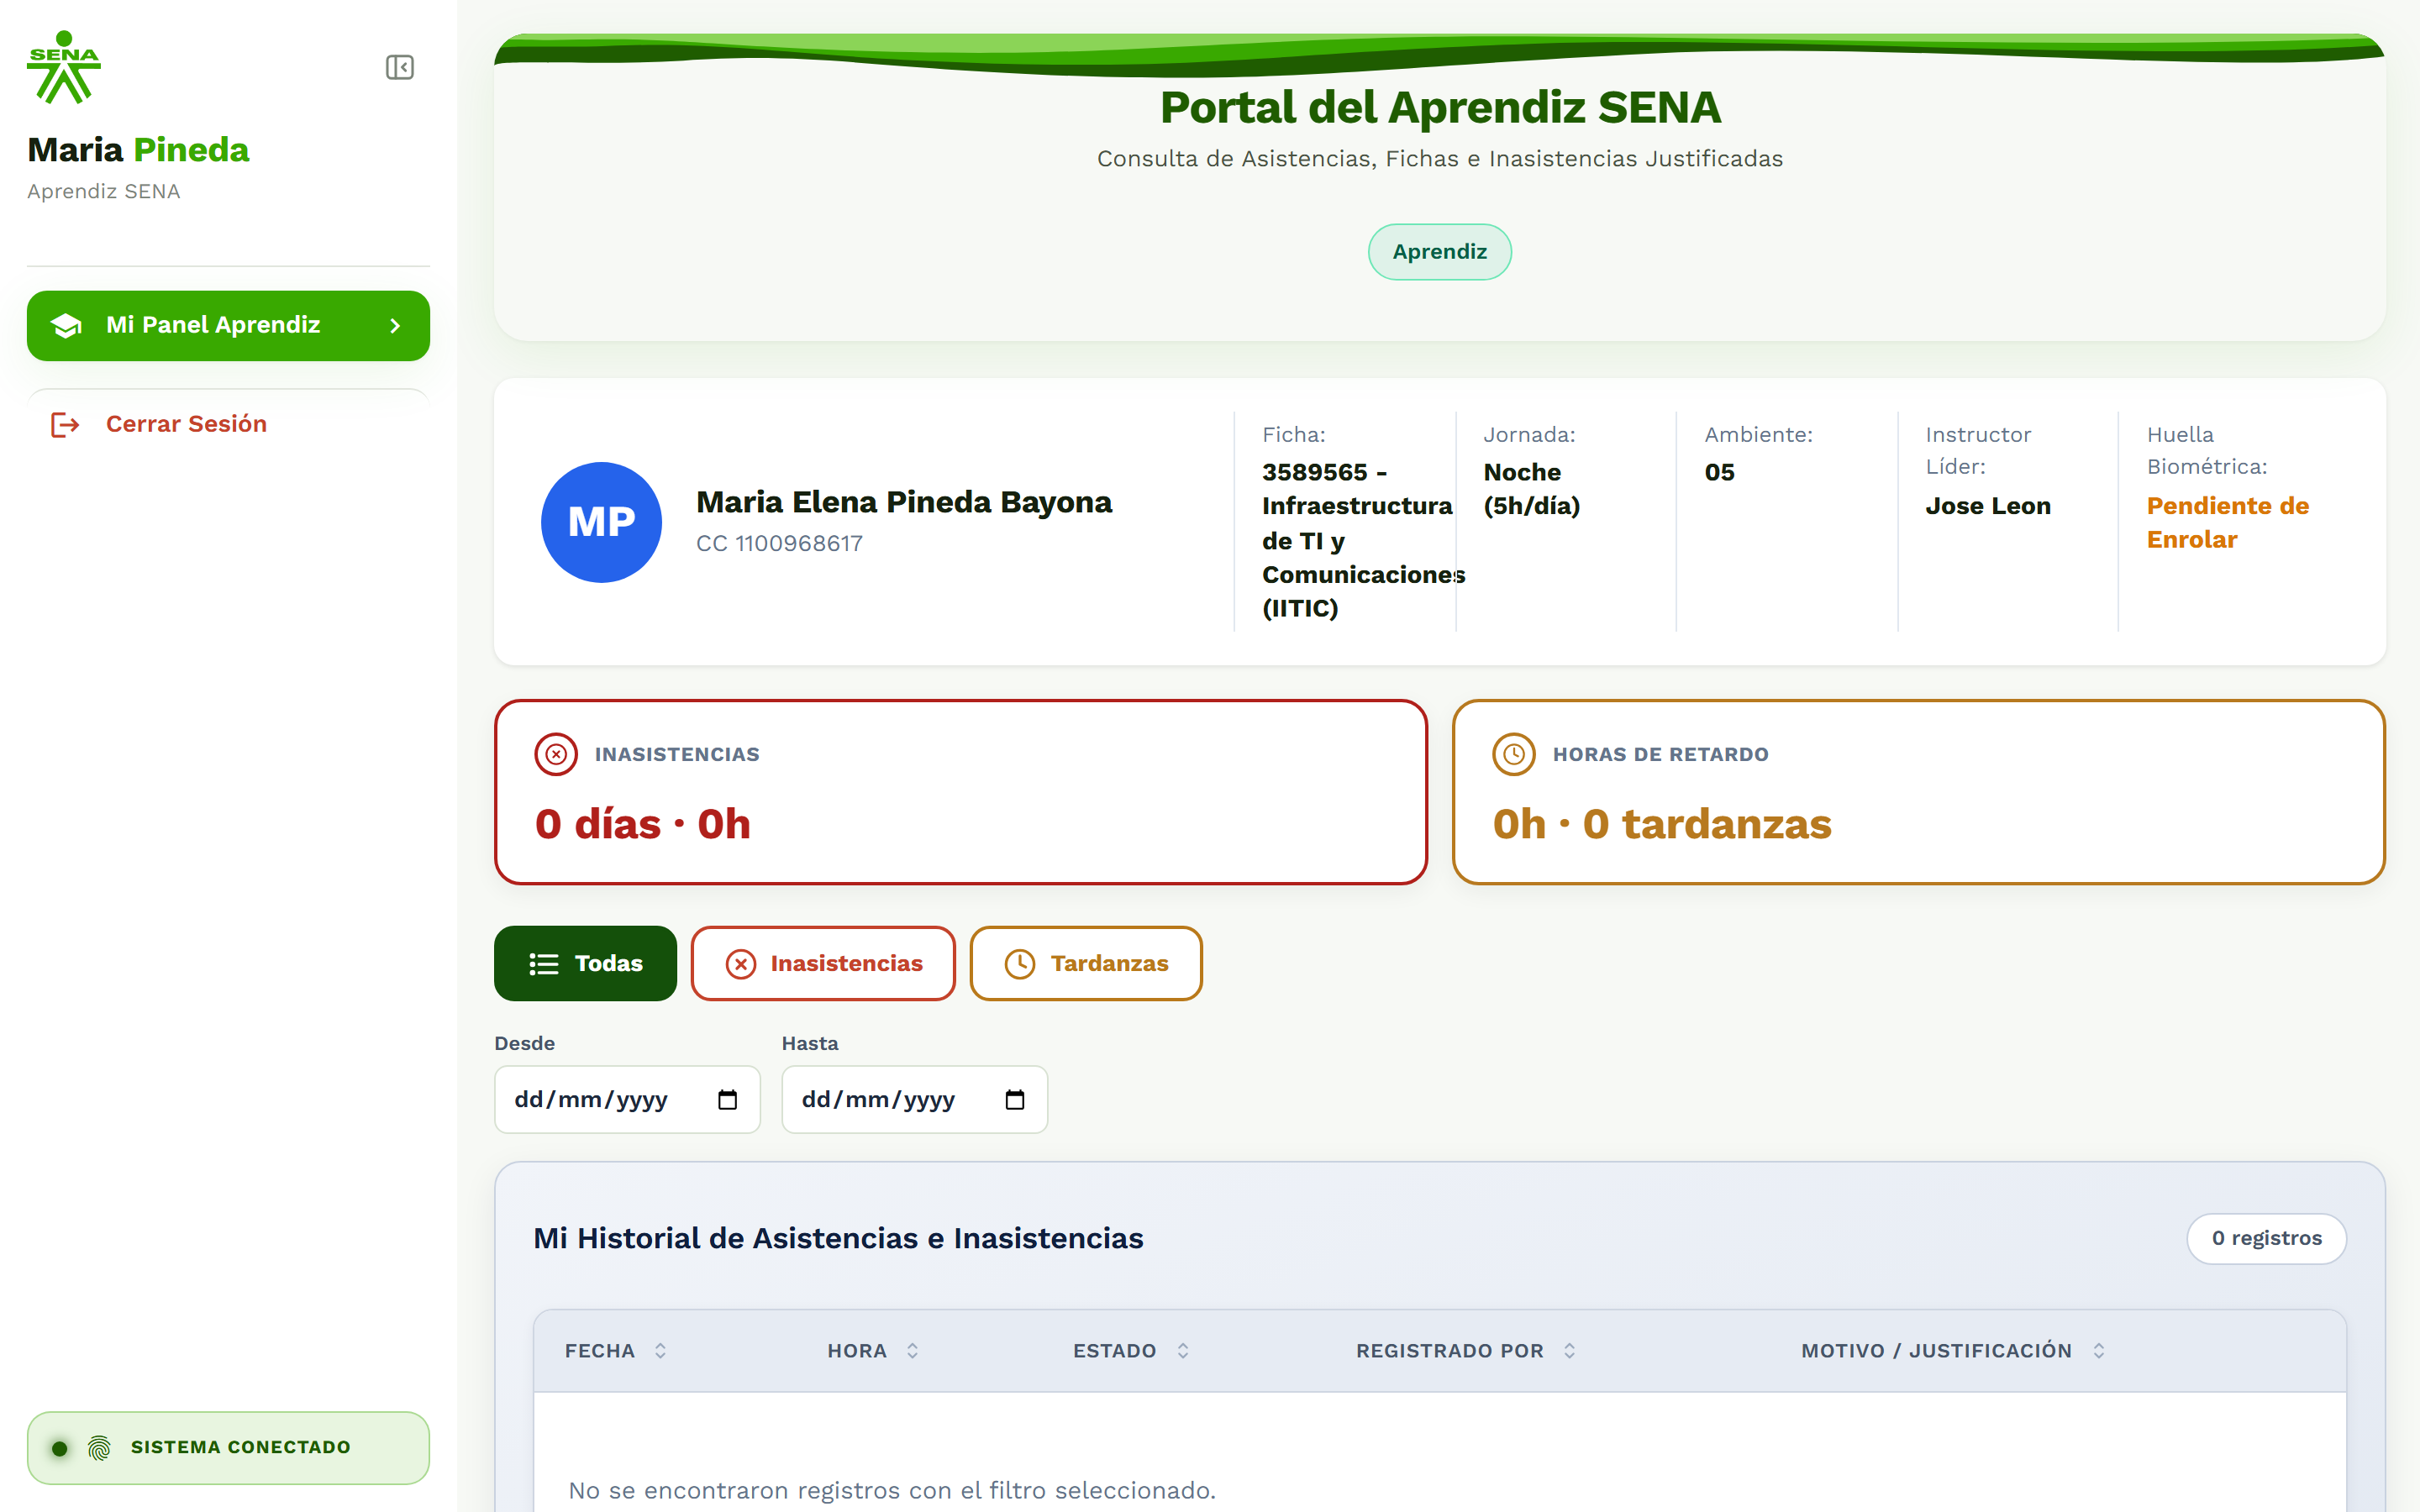 SENA
Maria Pineda
Aprendiz SENA
Mi Panel Aprendiz
Cerrar Sesión
SISTEMA CONECTADO
Portal del Aprendiz SENA
Consulta de Asistencias, Fichas e Inasistencias Justificadas
Aprendiz
MP
Maria Elena Pineda Bayona
CC 1100968617
Ficha:
3589565 -
Infraestructura
de TI y
Comunicaciones
(IITIC)
Jornada:
Noche
(5h/día)
Ambiente:
05
Instructor
Líder:
Jose Leon
Huella
Biométrica:
Pendiente de
Enrolar
INASISTENCIAS
0 días · 0h
HORAS DE RETARDO
0h · 0 tardanzas
Todas
Inasistencias
Tardanzas
Desde
Hasta
dd/mm/yyyy
dd/mm/yyyy
Mi Historial de Asistencias e Inasistencias
0 registros
FECHA HORA ESTADO REGISTRADO POR MOTIVO / JUSTIFICACIÓN
No se encontraron registros con el filtro seleccionado.